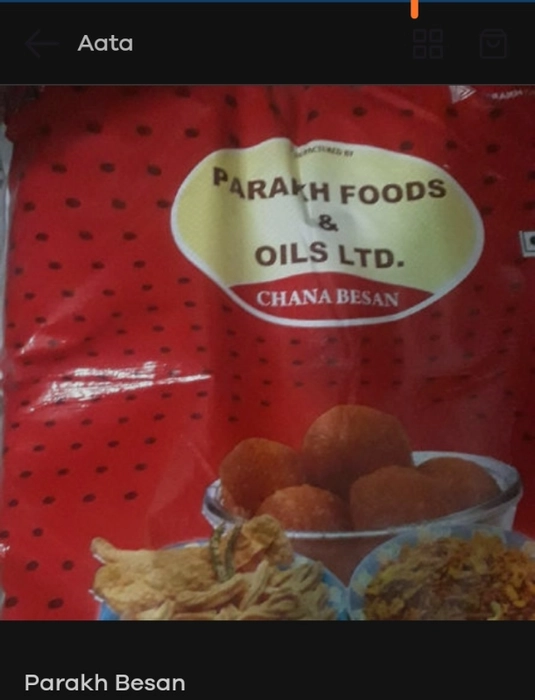 Aata
PARAKH FOODS
&
OILS LTD.
CHANA BESAN
Parakh Besan